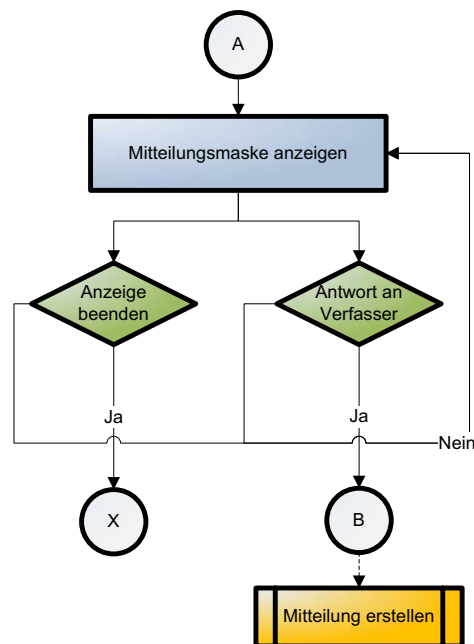 A
Mitteilungsmaske anzeigen
Anzeige
beenden
Antwort an
Verfasser
Ja
Ja
Nein
X
B
Mitteilung erstellen